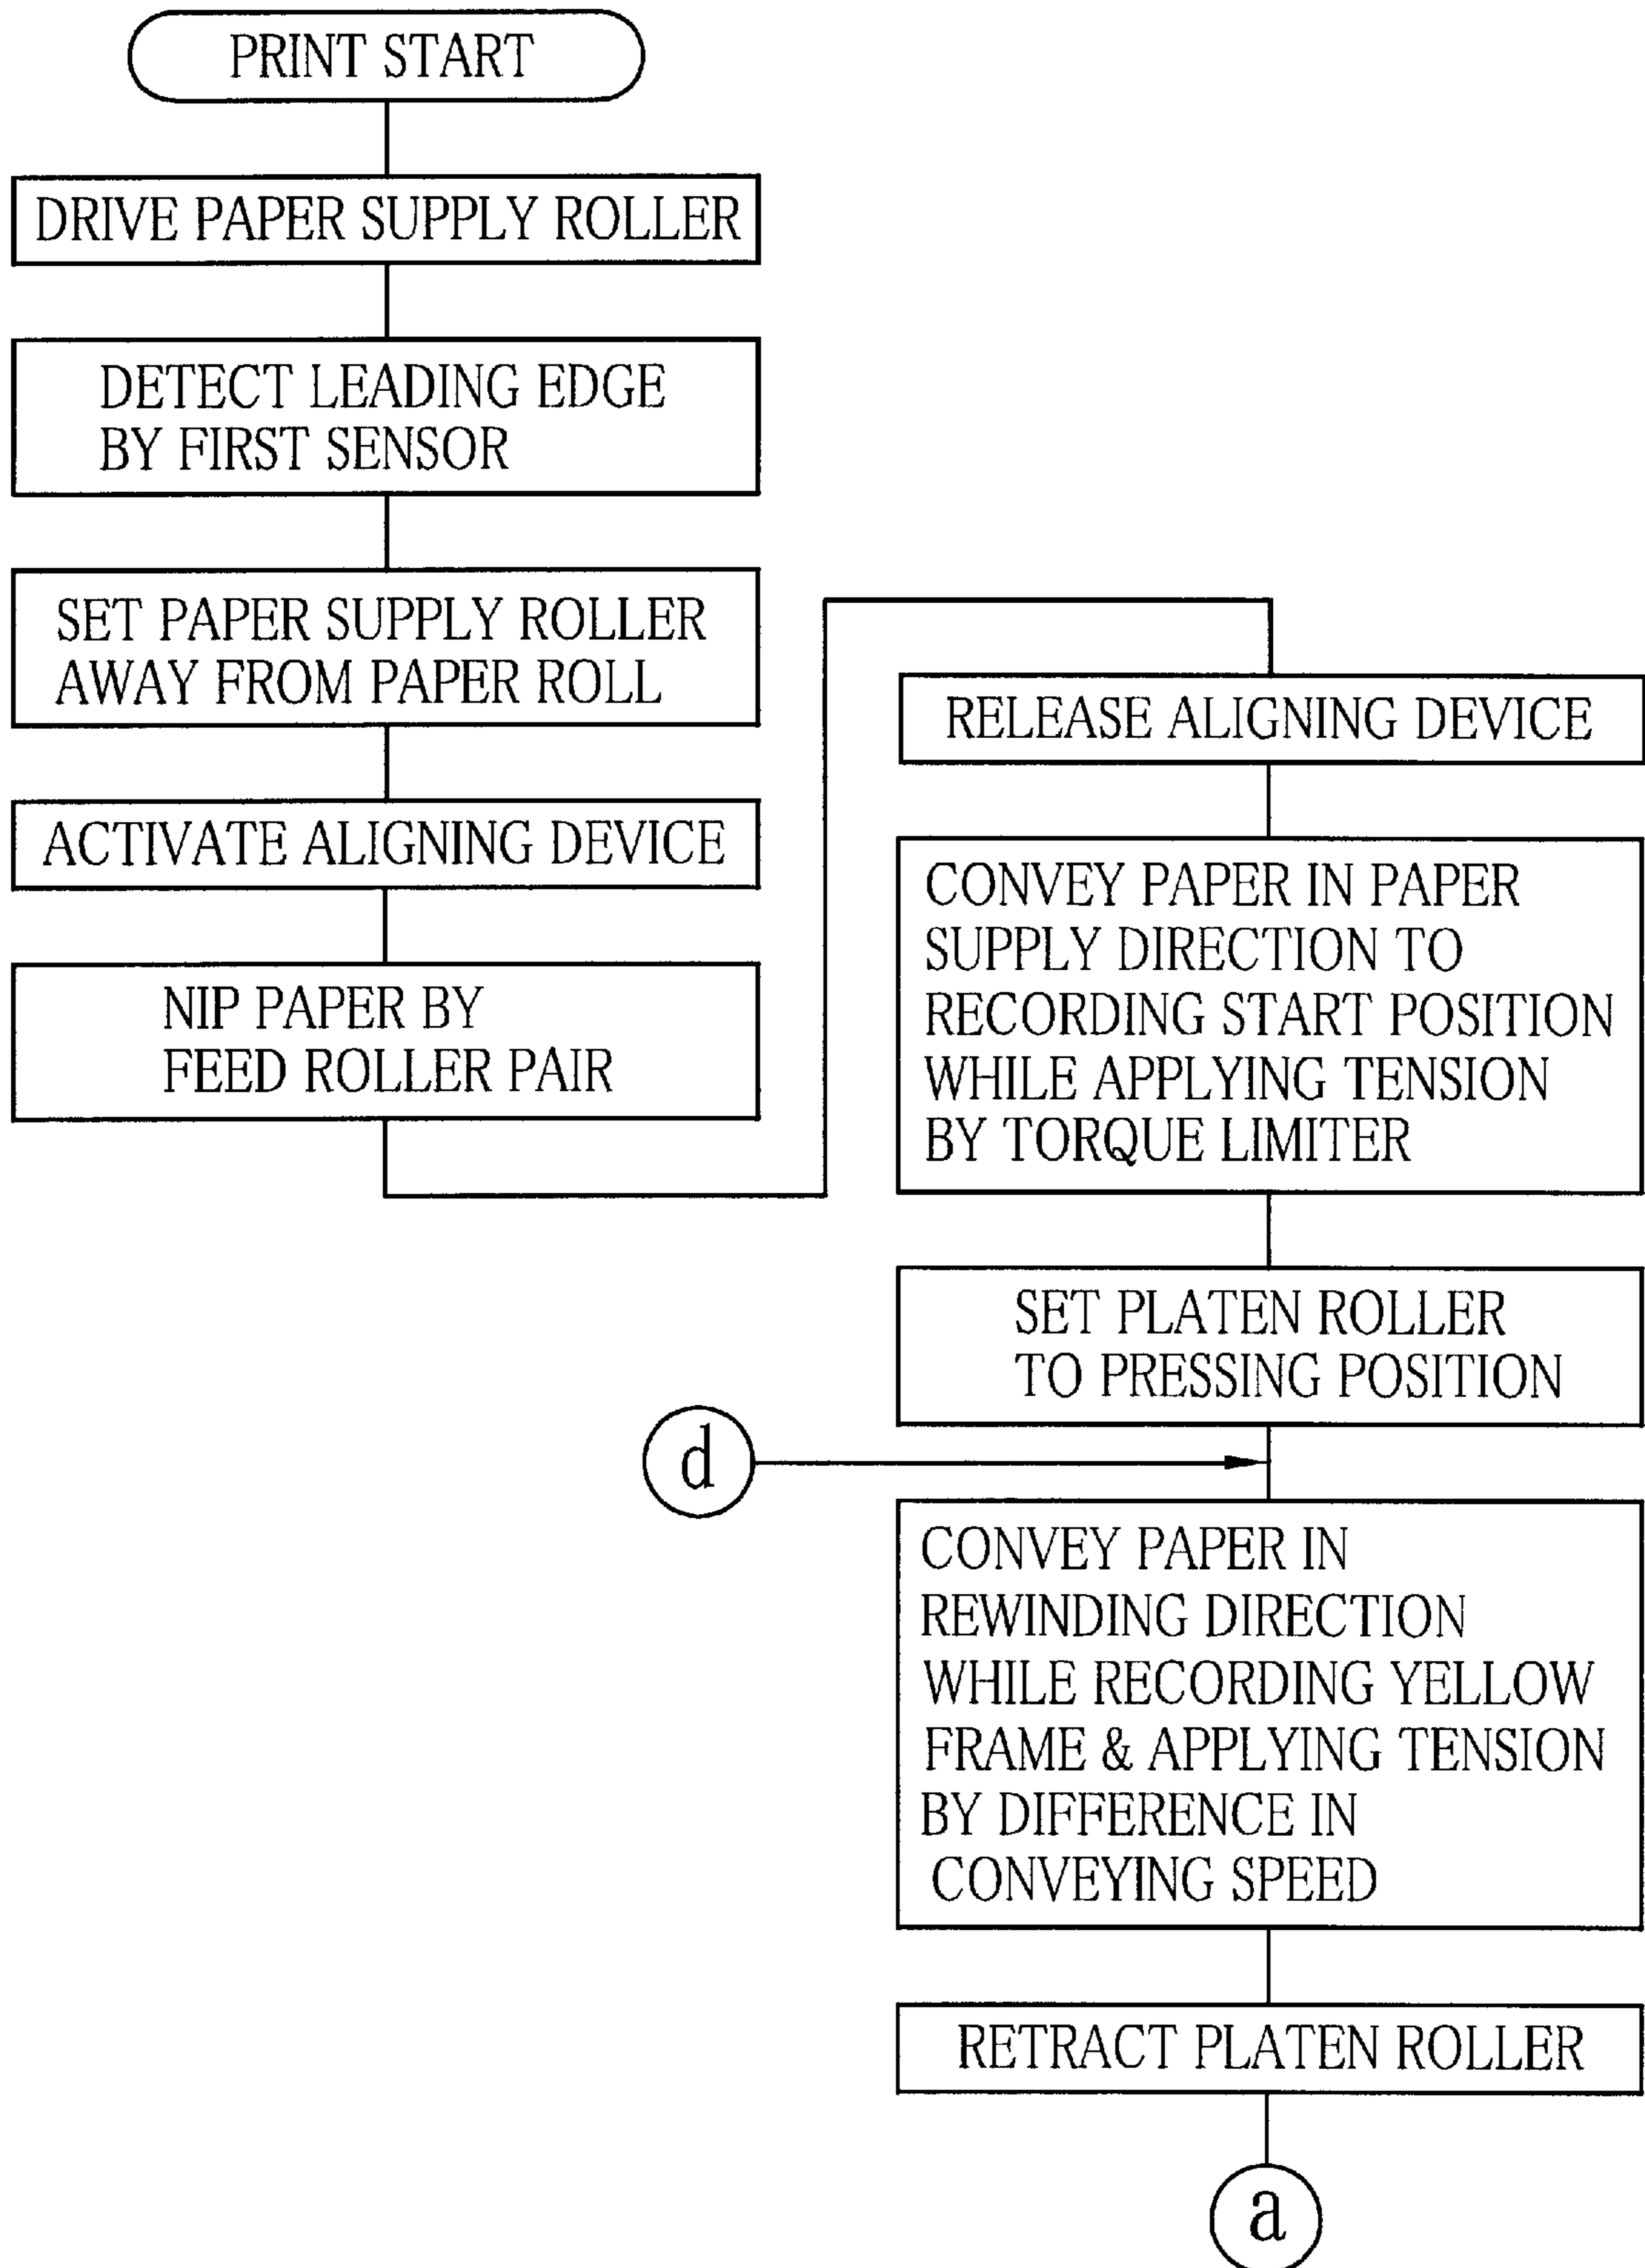 PRINT START
DRIVE PAPER SUPPLY ROLLER
DETECT LEADING EDGE
BY FIRST SENSOR
SET PAPER SUPPLY ROLLER
AWAY FROM PAPER ROLL
ACTIVATE ALIGNING DEVICE
NIP PAPER BY
FEED ROLLER PAIR
RELEASE ALIGNING DEVICE
CONVEY PAPER IN PAPER
SUPPLY DIRECTION TO
RECORDING START POSITION
WHILE APPLYING TENSION
BY TORQUE LIMITER
SET PLATEN ROLLER
TO PRESSING POSITION
d
CONVEY PAPER IN
REWINDING DIRECTION
WHILE RECORDING YELLOW
FRAME & APPLYING TENSION
BY DIFFERENCE IN
CONVEYING SPEED
RETRACT PLATEN ROLLER
a